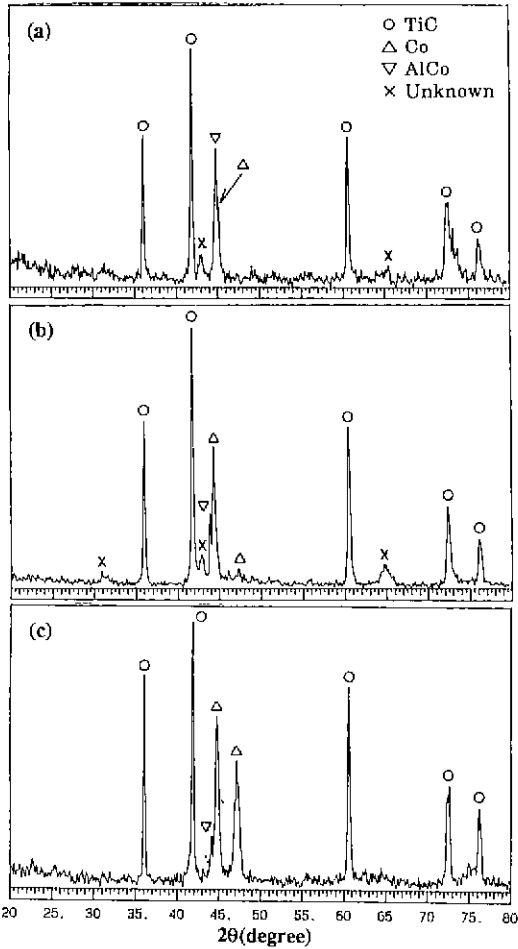 (a)
○ TiC
△ Co
▽ AlCo
× Unknown
(b)
(c)
20 25. 30. 35. 40. 45. 50. 55. 60 65 70 75. 80
2θ(degree)